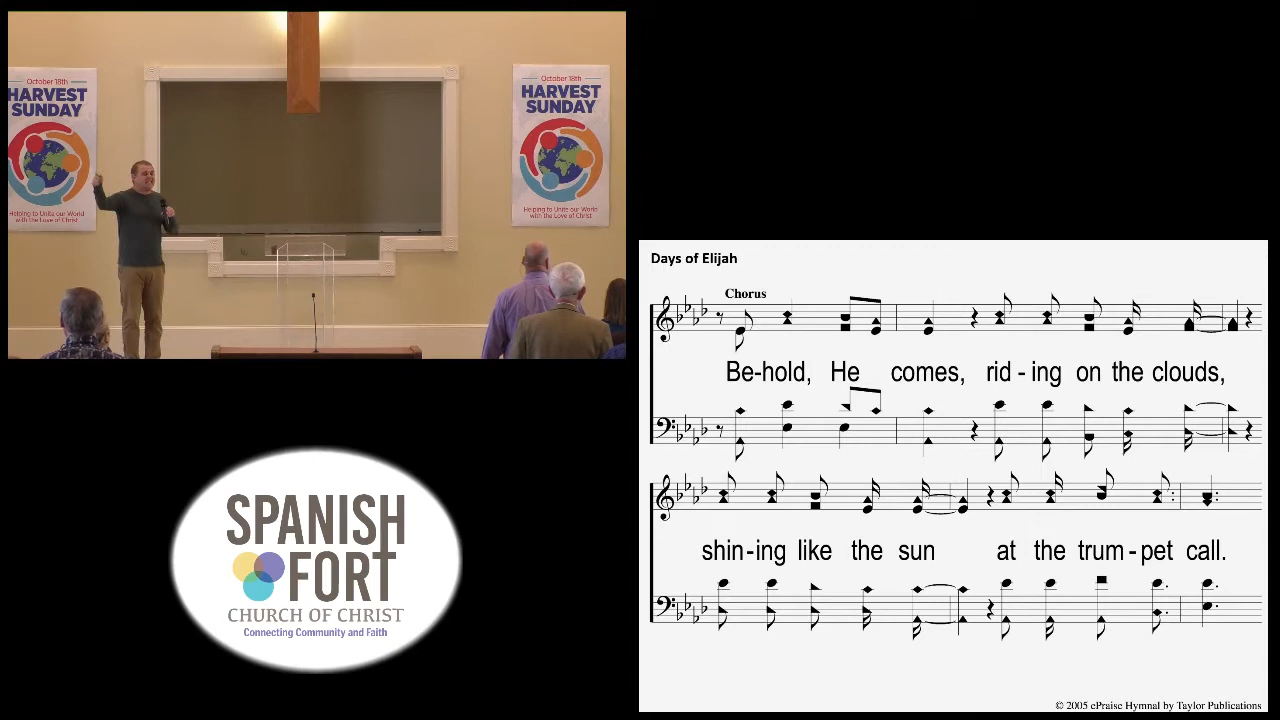 October 18th
HARVEST
SUNDAY
Helping to Unite our World
with the Love of Christ
October 18th
HARVEST
SUNDAY
Helping to Unite our World
with the Love of Christ
SPANISH
FORT
CHURCH OF CHRIST
Connecting Community and Faith
Days of Elijah
Chorus
Be-hold, He comes, rid - ing on the clouds,
shin-ing like the sun at the trum-pet call.
© 2005 ePraise Hymnal by Taylor Publications